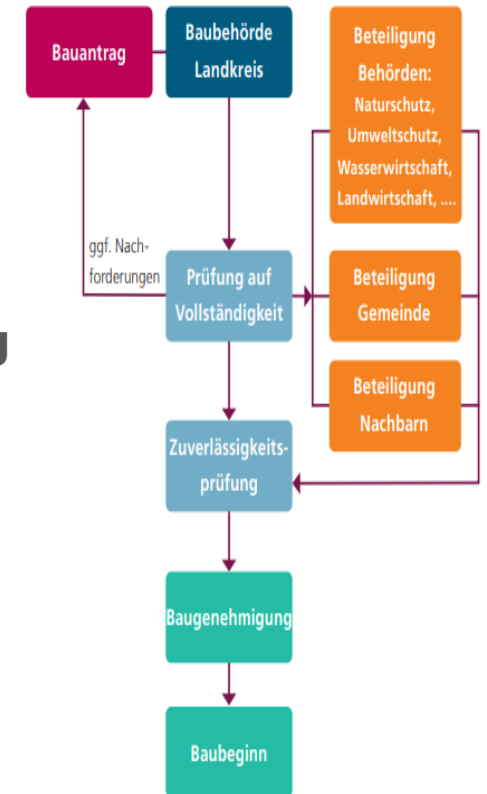 Bauantrag
Baubehörde
Landkreis
Beteiligung
Behörden:
Naturschutz,
Umweltschutz,
Wasserwirtschaft,
Landwirtschaft, ....
ggf. Nach-
forderungen
Prüfung auf
Vollständigkeit
Beteiligung
Gemeinde
Beteiligung
Nachbarn
Zuverlässigkeits-
prüfung
Baugenehmigung
Baubeginn